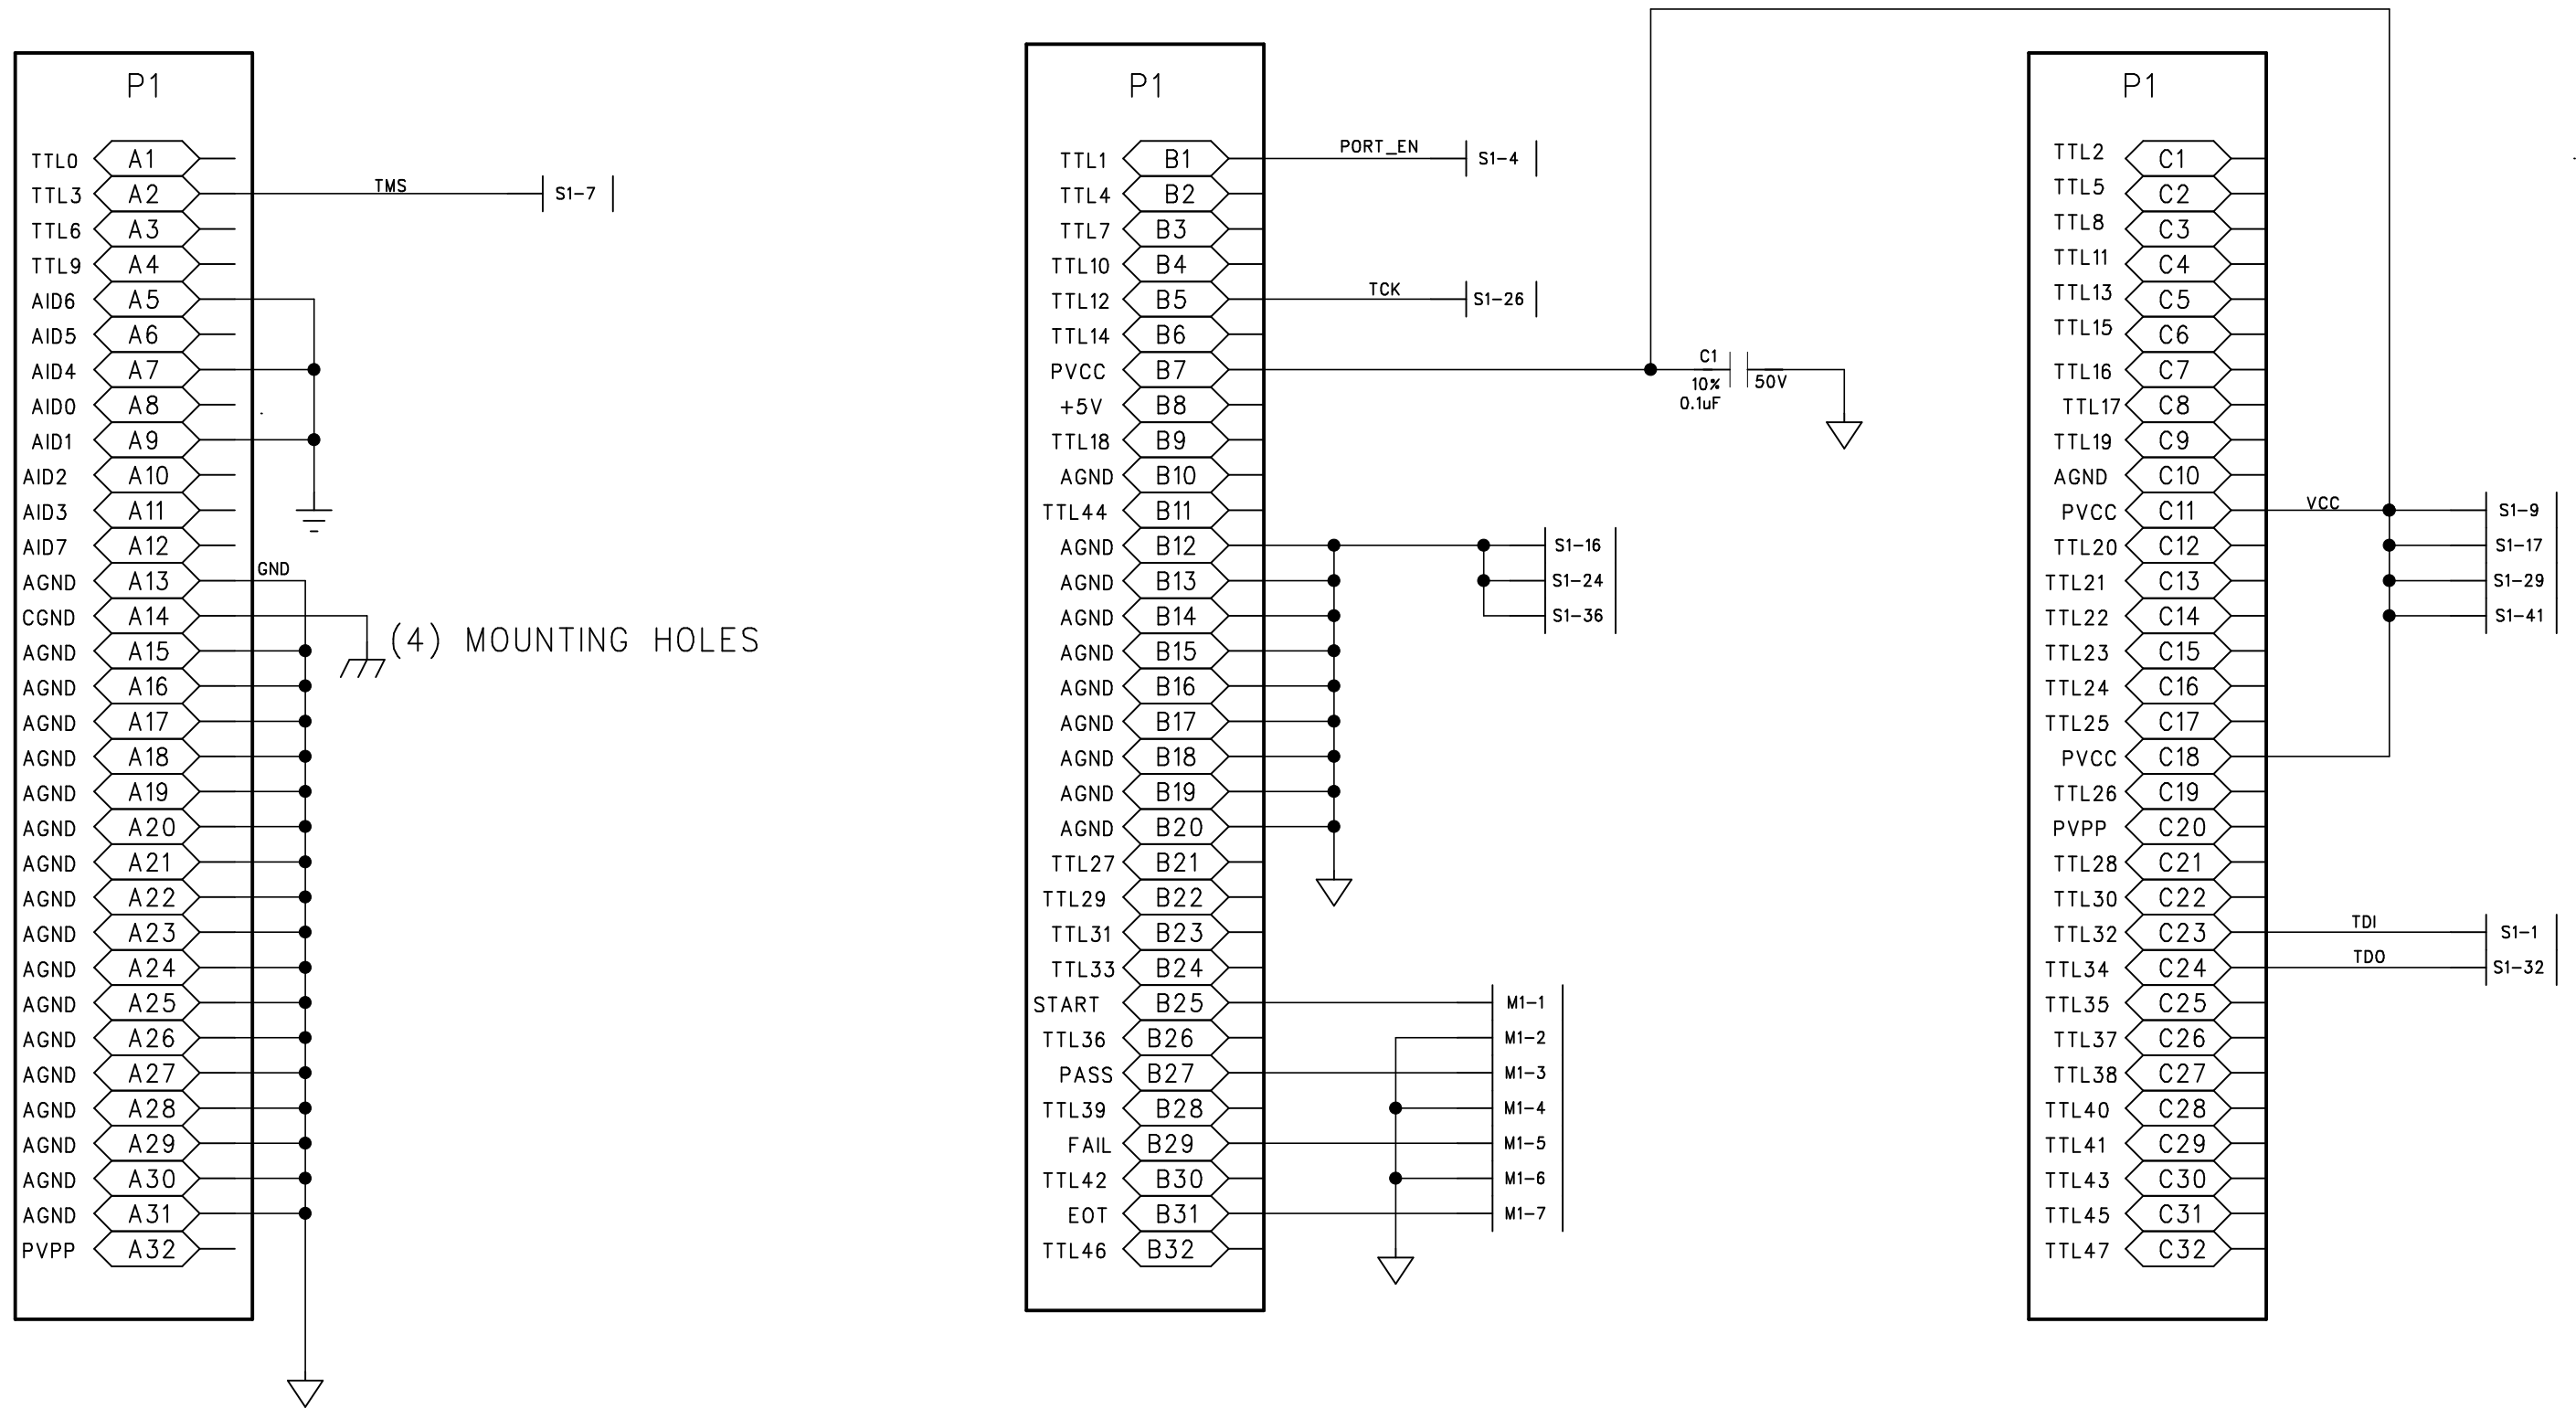 P1
TTL0 A1
TTL3 A2 TMS S1-7
TTL6 A3
TTL9 A4
AID6 A5
AID5 A6
AID4 A7
AID0 A8
AID1 A9
AID2 A10
AID3 A11
AID7 A12
AGND A13 GND
CGND A14 (4) MOUNTING HOLES
AGND A15
AGND A16
AGND A17
AGND A18
AGND A19
AGND A20
AGND A21
AGND A22
AGND A23
AGND A24
AGND A25
AGND A26
AGND A27
AGND A28
AGND A29
AGND A30
AGND A31
PVPP A32
P1
TTL1 B1 PORT_EN S1-4
TTL4 B2
TTL7 B3
TTL10 B4
TTL12 B5 TCK S1-26
TTL14 B6
PVCC B7 C1
10% 50V
0.1uF
+5V B8
TTL18 B9
AGND B10
TTL44 B11
AGND B12 S1-16
AGND B13 S1-24
AGND B14 S1-36
AGND B15
AGND B16
AGND B17
AGND B18
AGND B19
AGND B20
TTL27 B21
TTL29 B22
TTL31 B23
TTL33 B24
START B25 M1-1
TTL36 B26 M1-2
PASS B27 M1-3
TTL39 B28 M1-4
FAIL B29 M1-5
TTL42 B30 M1-6
EOT B31 M1-7
TTL46 B32
P1
TTL2 C1
TTL5 C2
TTL8 C3
TTL11 C4
TTL13 C5
TTL15 C6
TTL16 C7
TTL17 C8
TTL19 C9
AGND C10
PVCC C11 VCC S1-9
TTL20 C12 S1-17
TTL21 C13 S1-29
TTL22 C14 S1-41
TTL23 C15
TTL24 C16
TTL25 C17
PVCC C18
TTL26 C19
PVPP C20
TTL28 C21
TTL30 C22
TTL32 C23 TDI S1-1
TTL34 C24 TDO S1-32
TTL35 C25
TTL37 C26
TTL38 C27
TTL40 C28
TTL41 C29
TTL43 C30
TTL45 C31
TTL47 C32